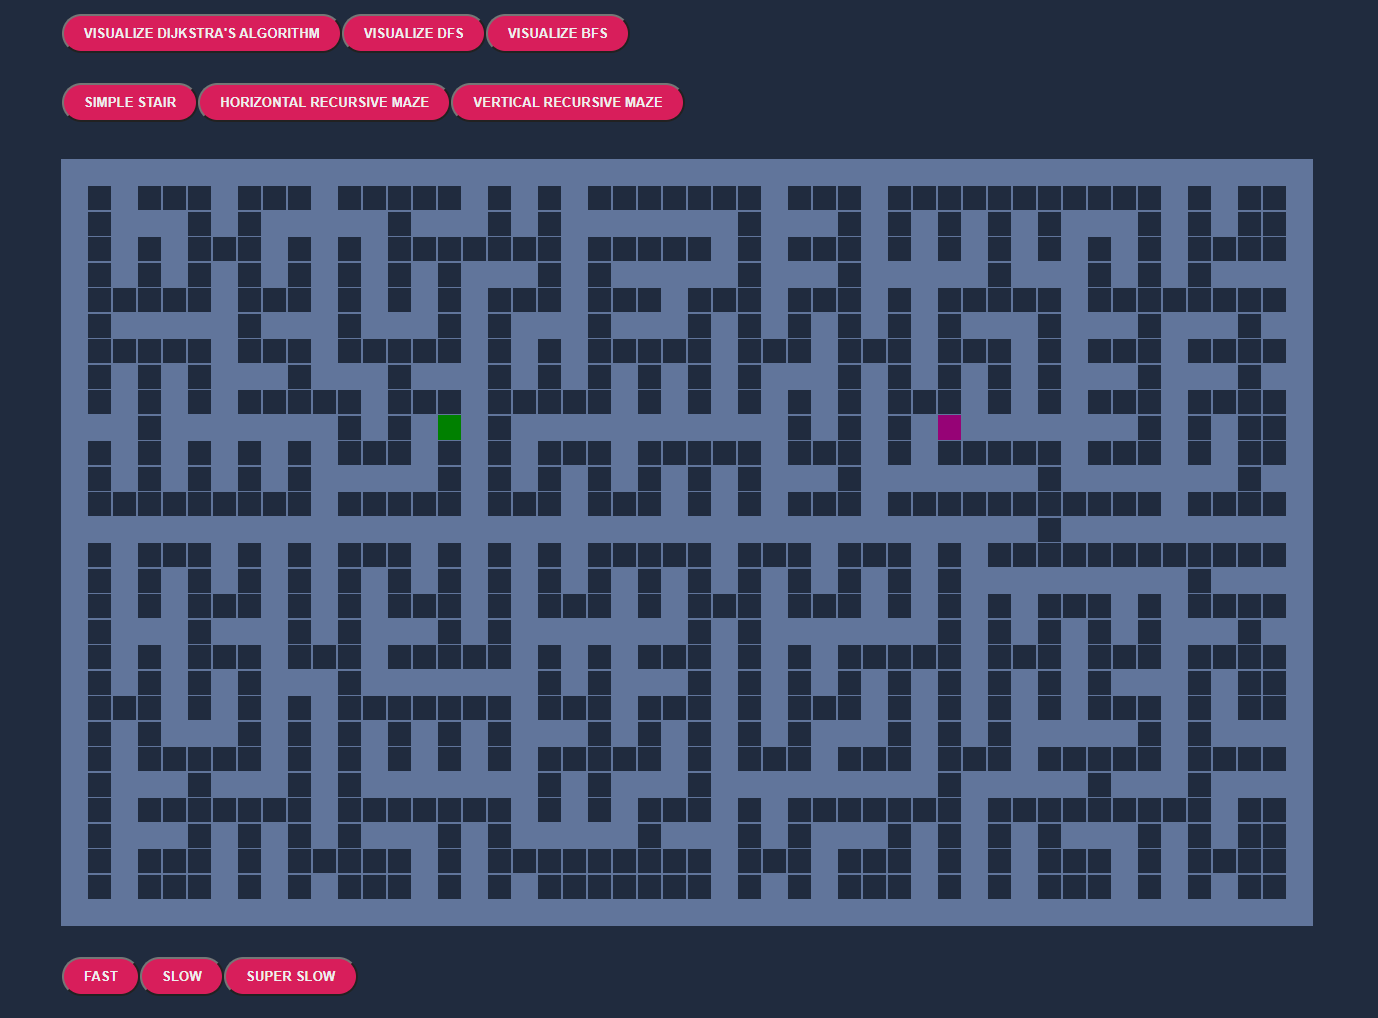 VISUALIZE DIJKSTRA'S ALGORITHM VISUALIZE DFS VISUALIZE BFS
SIMPLE STAIR HORIZONTAL RECURSIVE MAZE VERTICAL RECURSIVE MAZE
FAST SLOW SUPER SLOW